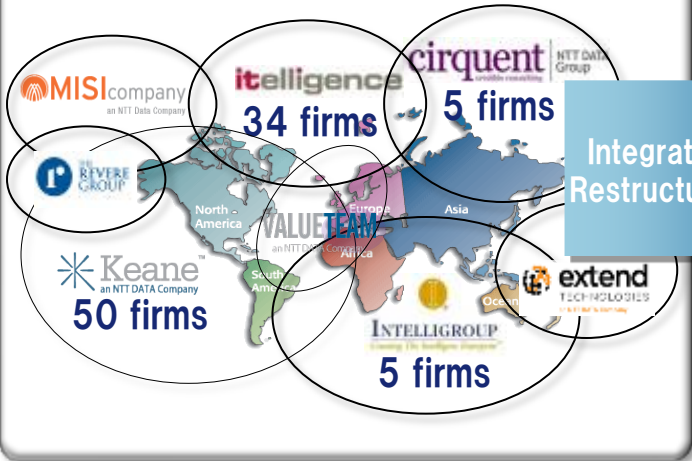 MISI company
an NTT Data Company
itelligence
34 firms
cirquent
NTT DATA
Group
5 firms
Integrat
Restructu
THE
REVERE
GROUP
North -
America
Europe
Asia
VALUETEAM
an NTT DATA Company
Africa
South
America
Ocean
Keane™
an NTT DATA Company
50 firms
extend
TECHNOLOGIES
INTELLIGROUP
5 firms